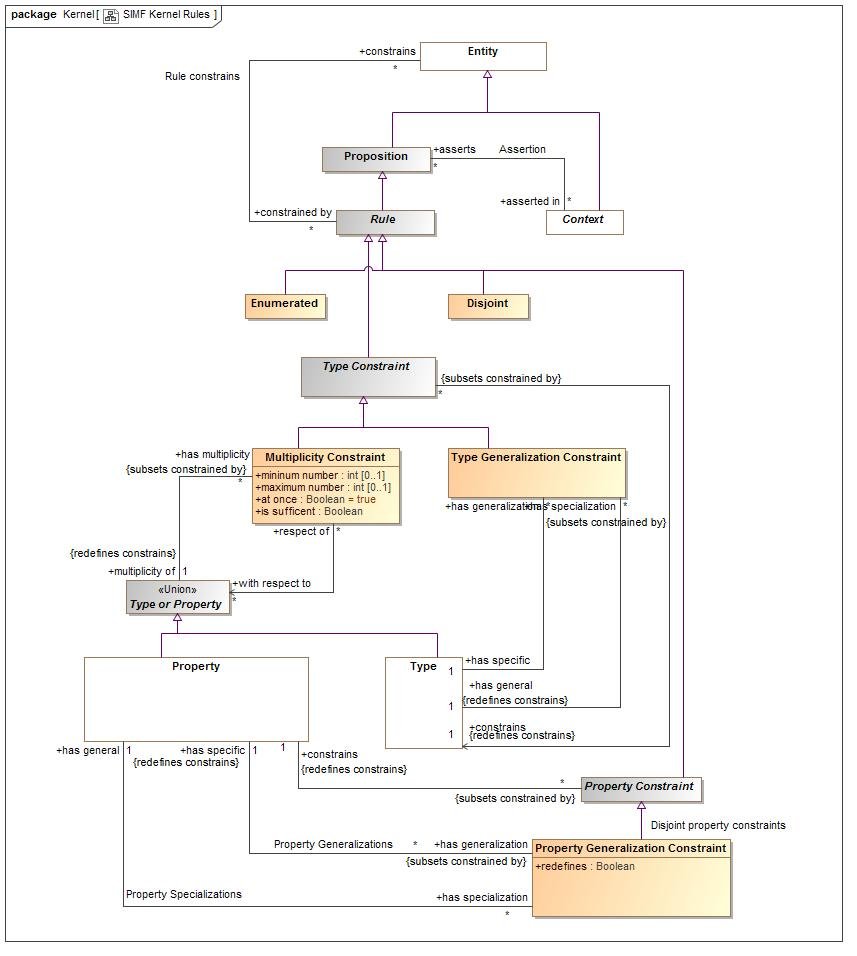 package Kernel[ SIMF Kernel Rules ]
+constrains
*
Entity
Rule constrains
Proposition
+asserts
*
Assertion
+asserted in
*
+constrained by
*
Rule
Context
Enumerated
Disjoint
Type Constraint
{subsets constrained by}
*
+has multiplicity
{subsets constrained by}
*
Multiplicity Constraint
+minimum number : int [0..1]
+maximum number : int [0..1]
+at once : Boolean = true
+is sufficent : Boolean
Type Generalization Constraint
+has generalization
*
+has specialization
*
{subsets constrained by}
+respect of
*
{redefines constrains}
+multiplicity of
1
+with respect to
*
«Union»
Type or Property
Property
Type
1
+has specific
+has general
1
{redefines constrains}
+constrains
1
{redefines constrains}
+has general
1
+has specific
1
{redefines constrains}
1
+constrains
{redefines constrains}
*
{subsets constrained by}
Property Constraint
Disjoint property constraints
Property Generalizations
*
+has generalization
{subsets constrained by}
Property Generalization Constraint
+redefines : Boolean
Property Specializations
+has specialization
*